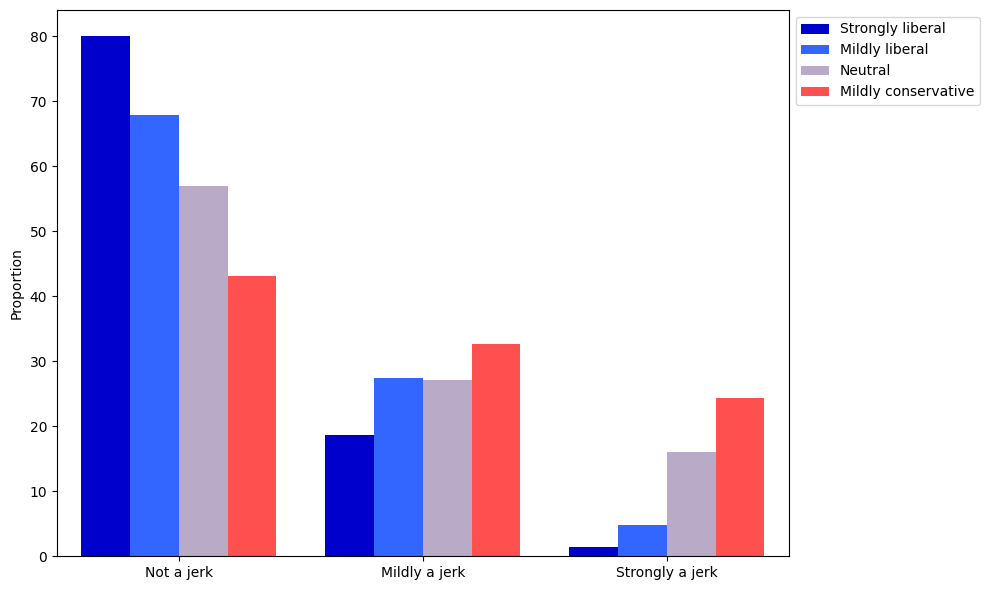 Strongly liberal
Mildly liberal
Neutral
Mildly conservative
Proportion
80
70
60
50
40
30
20
10
0
Not a jerk
Mildly a jerk
Strongly a jerk